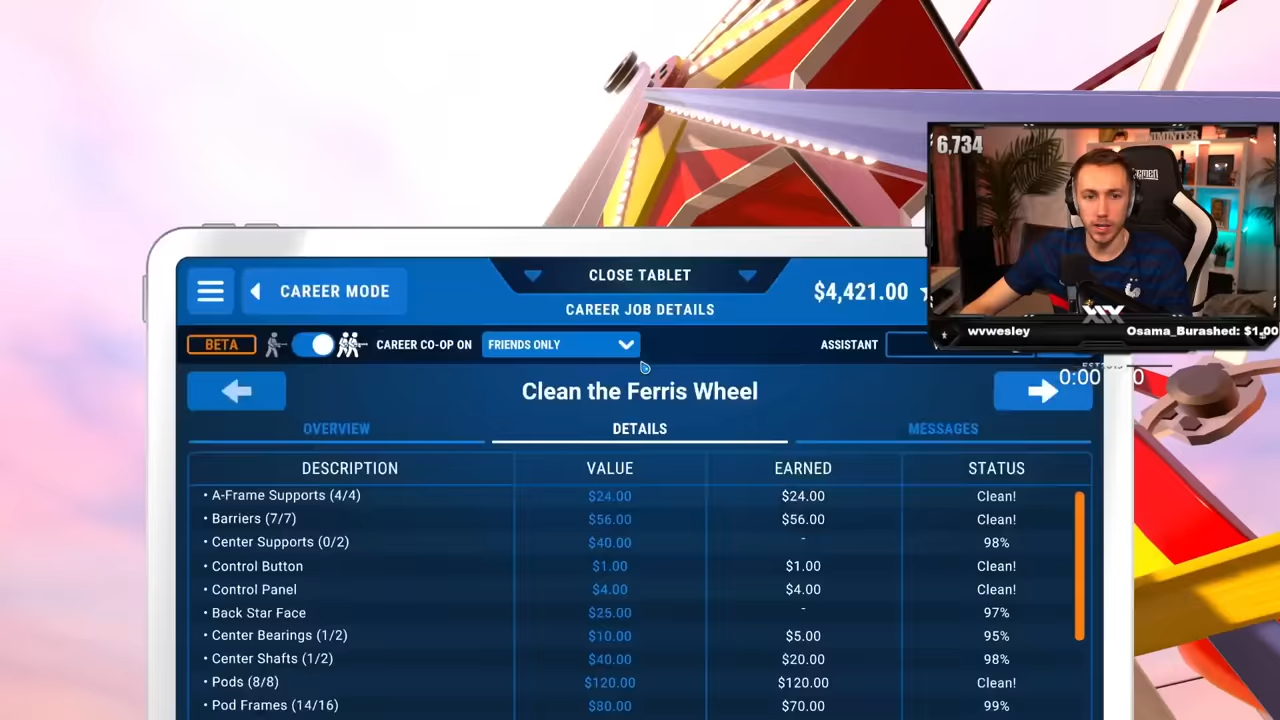 6,734
MINIMINTER
wvwesley
Osama_Burashed: $1.00
CLOSE TABLET
CAREER MODE
CAREER JOB DETAILS
$4,421.00
BETA
CAREER CO-OP ON
FRIENDS ONLY
ASSISTANT
0:00
0
Clean the Ferris Wheel
OVERVIEW
DETAILS
MESSAGES
DESCRIPTION VALUE EARNED STATUS
• A-Frame Supports (4/4) $24.00 $24.00 Clean!
• Barriers (7/7) $56.00 $56.00 Clean!
• Center Supports (0/2) $40.00 - 98%
• Control Button $1.00 $1.00 Clean!
• Control Panel $4.00 $4.00 Clean!
• Back Star Face $25.00 - 97%
• Center Bearings (1/2) $10.00 $5.00 95%
• Center Shafts (1/2) $40.00 $20.00 98%
• Pods (8/8) $120.00 $120.00 Clean!
• Pod Frames (14/16) $80.00 $70.00 99%